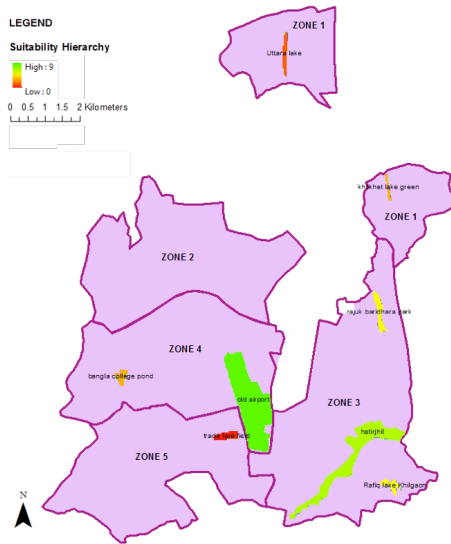 LEGEND
Suitability Hierarchy
High : 9
Low : 0
0 0.5 1 1.5 2 Kilometers
ZONE 1
Uttara lake
khilkhet lake green
ZONE 1
ZONE 2
rajuk baridhara park
ZONE 4
bangla college pond
old airport
ZONE 3
trade fair field
hatirjhil
ZONE 5
Rafiq lake Khilgaon
N